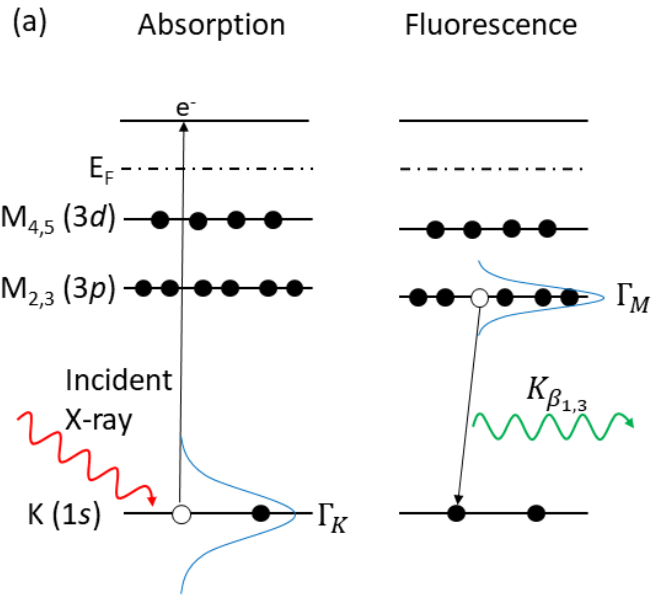 (a)
Absorption
Fluorescence
e-
E_F
M_{4,5} (3d)
M_{2,3} (3p)
Γ_M
Incident
X-ray
K_{β_{1,3}}
K (1s)
Γ_K